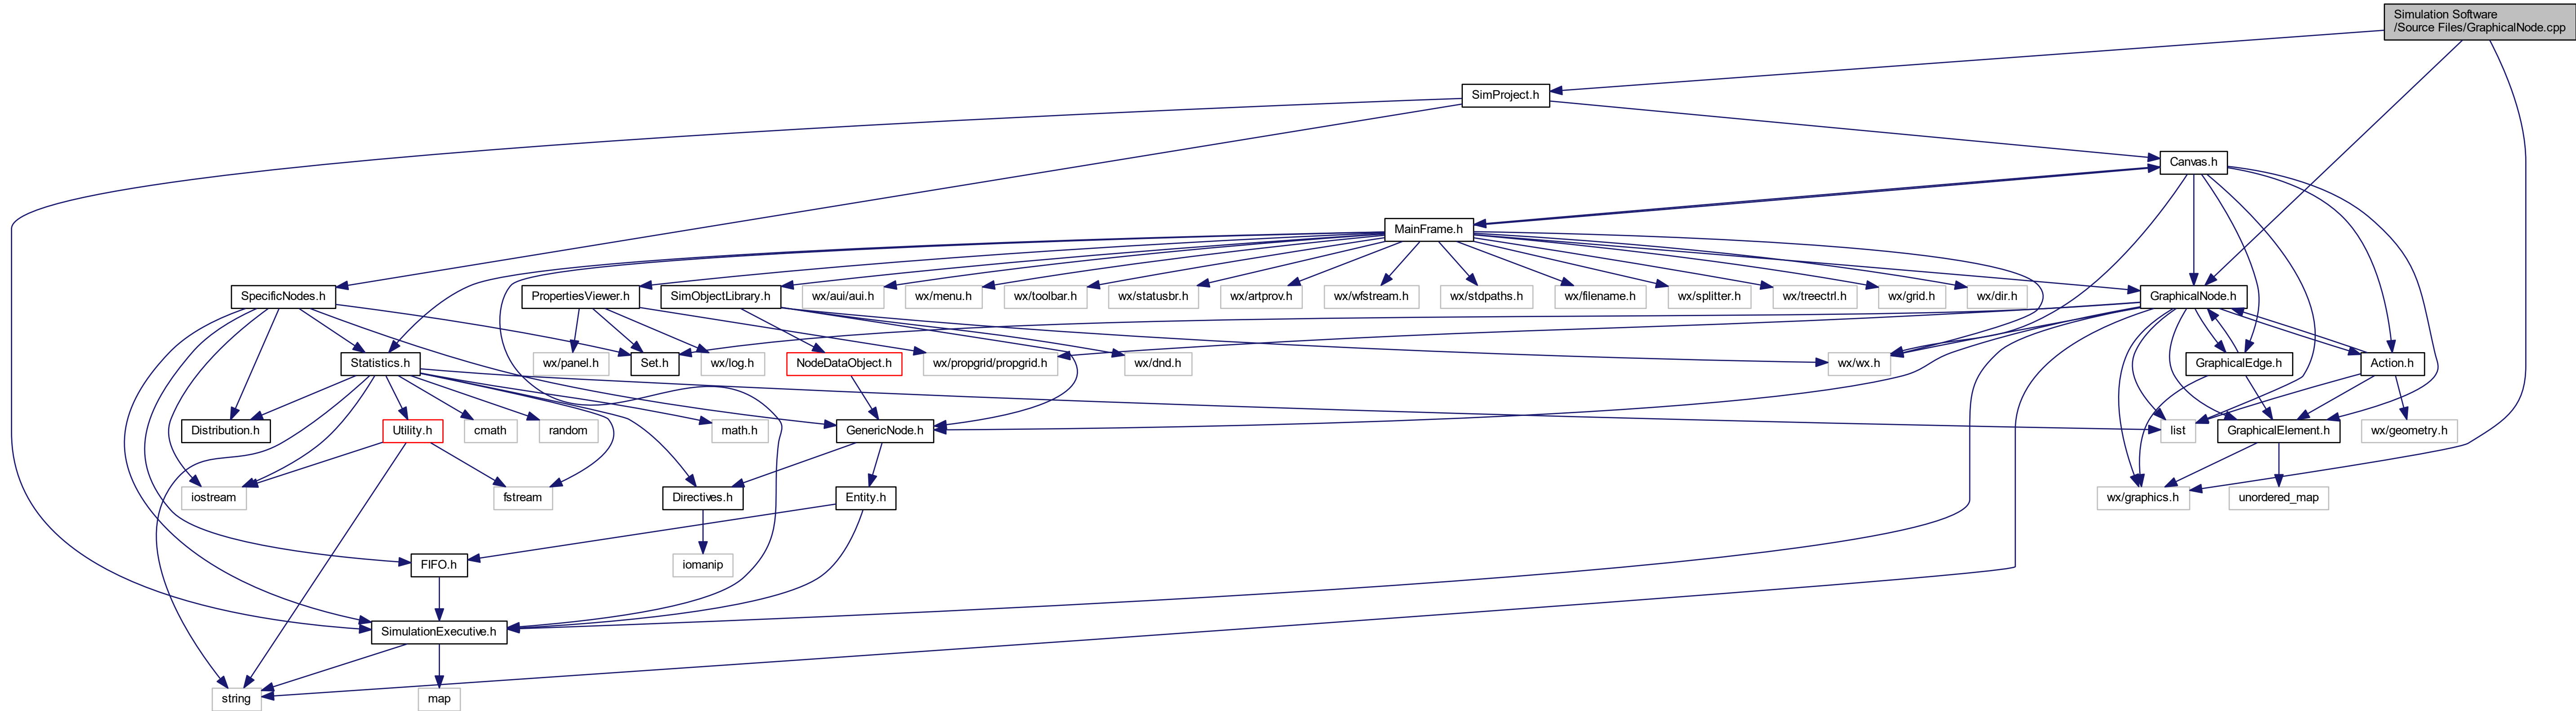 Simulation Software
/Source Files/GraphicalNode.cpp
SimProject.h
Canvas.h
MainFrame.h
SpecificNodes.h
PropertiesViewer.h
SimObjectLibrary.h
wx/aui/aui.h
wx/menu.h
wx/toolbar.h
wx/statusbr.h
wx/artprov.h
wx/wfstream.h
wx/stdpaths.h
wx/filename.h
wx/splitter.h
wx/treectrl.h
wx/grid.h
wx/dir.h
GraphicalNode.h
Statistics.h
wx/panel.h
Set.h
wx/log.h
NodeDataObject.h
wx/propgrid/propgrid.h
wx/dnd.h
wx/wx.h
GraphicalEdge.h
Action.h
Distribution.h
Utility.h
cmath
random
math.h
GenericNode.h
list
GraphicalElement.h
wx/geometry.h
iostream
fstream
Directives.h
Entity.h
wx/graphics.h
unordered_map
FIFO.h
iomanip
SimulationExecutive.h
string
map